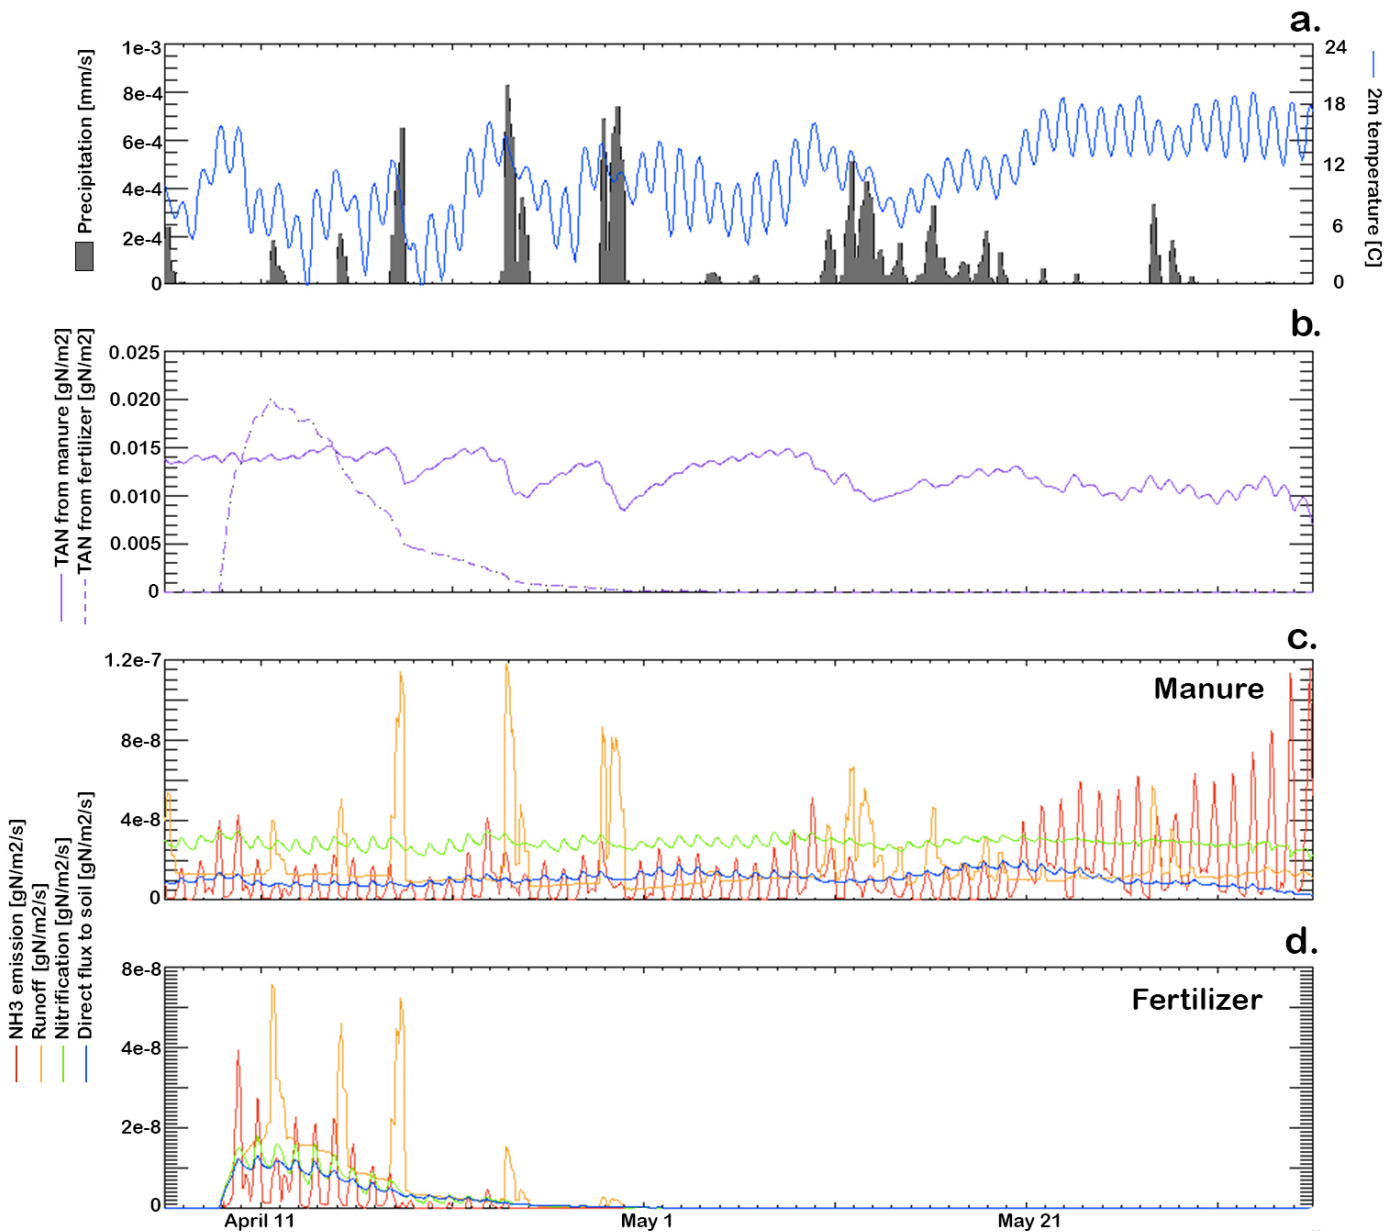 a.
Precipitation [mm/s]
1e-3
8e-4
6e-4
4e-4
2e-4
0
24
18
12
6
0
2m temperature [C]
b.
TAN from manure [gN/m2]
TAN from fertilizer [gN/m2]
0.025
0.020
0.015
0.010
0.005
0
c.
Manure
1.2e-7
8e-8
4e-8
0
NH3 emission [gN/m2/s]
Runoff [gN/m2/s]
Nitrification [gN/m2/s]
Direct flux to soil [gN/m2/s]
d.
Fertilizer
8e-8
4e-8
2e-8
0
April 11
May 1
May 21